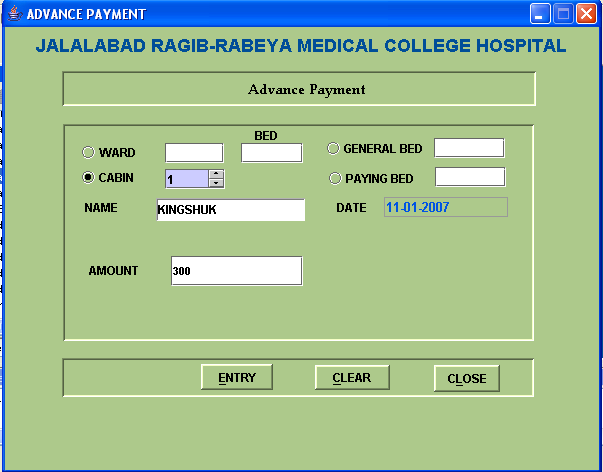 ADVANCE PAYMENT
JALALABAD RAGIB-RABEYA MEDICAL COLLEGE HOSPITAL
Advance Payment
BED
WARD
GENERAL BED
CABIN
1
PAYING BED
NAME
KINGSHUK
DATE
11-01-2007
AMOUNT
300
ENTRY
CLEAR
CLOSE